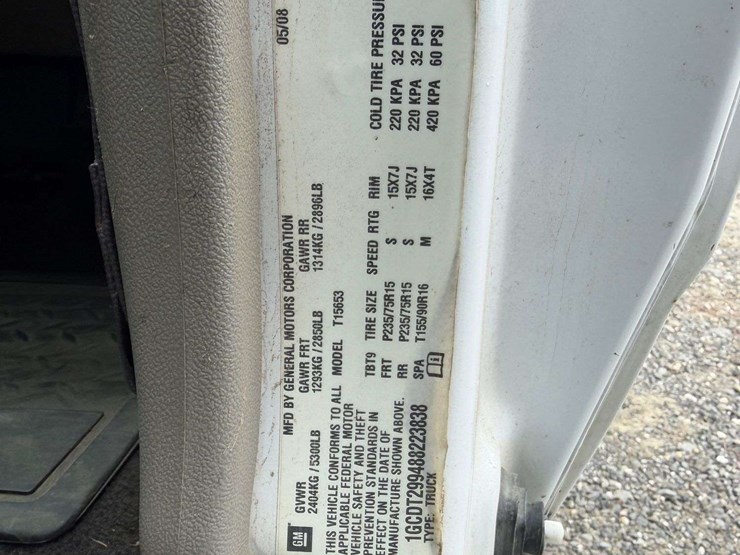 GM MFD BY GENERAL MOTORS CORPORATION 05/08
GVWR GAWR FRT GAWR RR
2404KG / 5300LB 1293KG / 2850LB 1314KG / 2896LB
THIS VEHICLE CONFORMS TO ALL
APPLICABLE FEDERAL MOTOR
VEHICLE SAFETY AND THEFT
PREVENTION STANDARDS IN
EFFECT ON THE DATE OF
MANUFACTURE SHOWN ABOVE.
1GCDT299488223838
TYPE: TRUCK
MODEL T15653
TBT9 TIRE SIZE SPEED RTG RIM COLD TIRE PRESSU
FRT P235/75R15 S 15X7J 220 KPA 32 PSI
RR P235/75R15 S 15X7J 220 KPA 32 PSI
SPA T155/90R16 M 16X4T 420 KPA 60 PSI